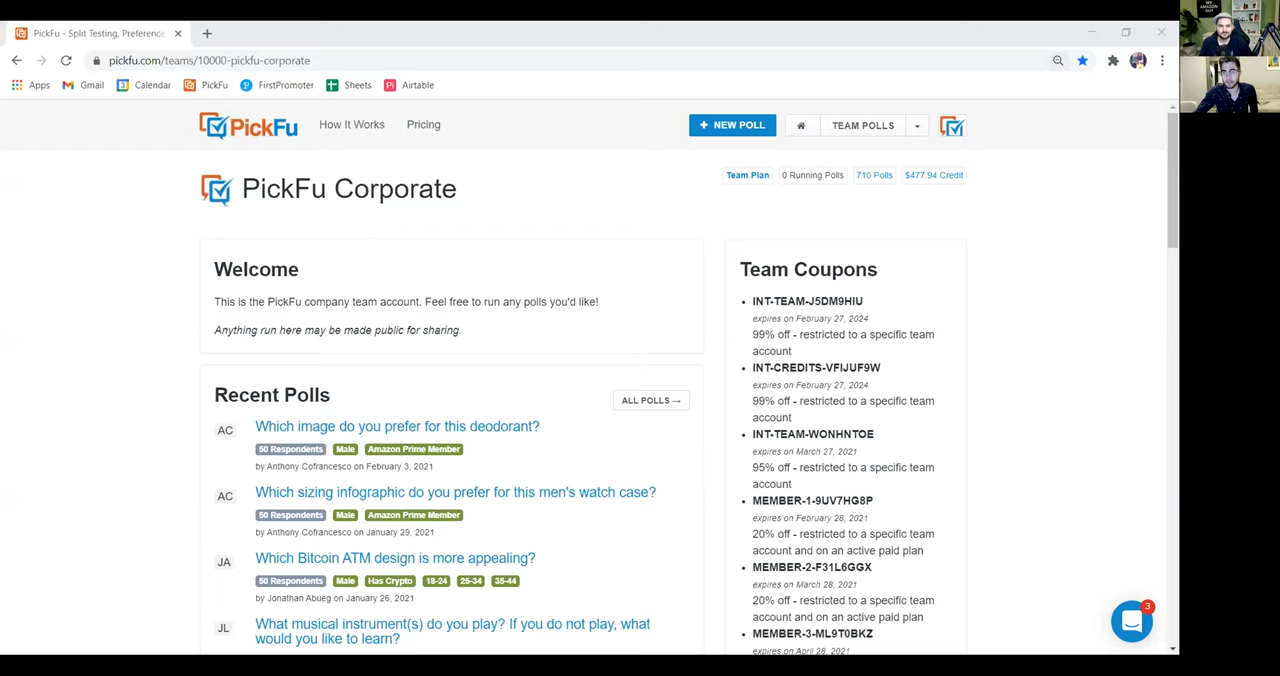 PickFu - Split Testing, Preference
pickfu.com/teams/10000-pickfu-corporate
Apps Gmail Calendar PickFu FirstPromoter Sheets Airtable
PickFu How It Works Pricing + NEW POLL TEAM POLLS
PickFu Corporate
Team Plan 0 Running Polls 710 Polls $477.94 Credit
Welcome
This is the PickFu company team account. Feel free to run any polls you'd like!
Anything run here may be made public for sharing.
Recent Polls ALL POLLS →
AC Which image do you prefer for this deodorant?
50 Respondents Male Amazon Prime Member
by Anthony Cofrancesco on February 3, 2021
AC Which sizing infographic do you prefer for this men's watch case?
50 Respondents Male Amazon Prime Member
by Anthony Cofrancesco on January 29, 2021
JA Which Bitcoin ATM design is more appealing?
50 Respondents Male Has Crypto 18-24 25-34 35-44
by Jonathan Abueg on January 26, 2021
JL What musical instrument(s) do you play? If you do not play, what
would you like to learn?
Team Coupons
• INT-TEAM-J5DM9HIU
expires on February 27, 2024
99% off - restricted to a specific team
account
• INT-CREDITS-VFIJUF9W
expires on February 27, 2024
99% off - restricted to a specific team
account
• INT-TEAM-WONHNTOE
expires on March 27, 2021
95% off - restricted to a specific team
account
• MEMBER-1-9UV7HG8P
expires on February 28, 2021
20% off - restricted to a specific team
account and on an active paid plan
• MEMBER-2-F31L6GGX
expires on March 28, 2021
20% off - restricted to a specific team
account and on an active paid plan
• MEMBER-3-ML9T0BKZ
expires on April 28, 2021
3
MY
AMAZON
GUY